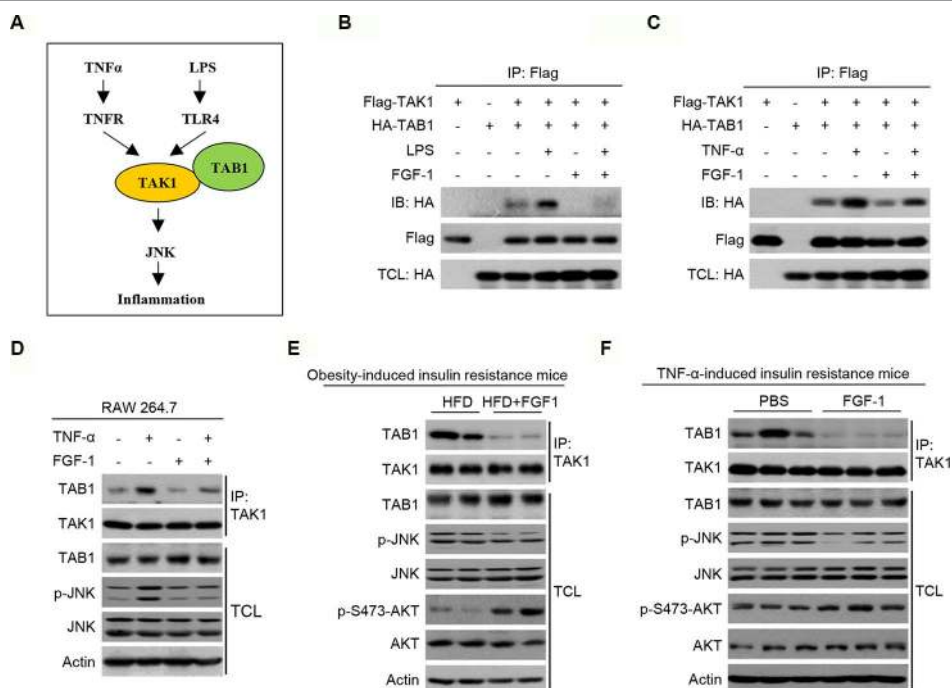 A
TNFα LPS
TNFR TLR4
TAK1 TAB1
JNK
Inflammation
B
IP: Flag
Flag-TAK1 + - + + + +
HA-TAB1 - + + + + +
LPS - - - + - +
FGF-1 - - - - + +
IB: HA
Flag
TCL: HA
C
IP: Flag
Flag-TAK1 + - + + + +
HA-TAB1 - + + + + +
TNF-α - - - + - +
FGF-1 - - - - + +
IB: HA
Flag
TCL: HA
D
RAW 264.7
TNF-α - + - +
FGF-1 - - + +
TAB1
TAK1
IP:
TAK1
TAB1
p-JNK
JNK
Actin
TCL
E
Obesity-induced insulin resistance mice
HFD HFD+FGF1
TAB1
TAK1
IP:
TAK1
TAB1
p-JNK
JNK
p-S473-AKT
AKT
Actin
TCL
F
TNF-α-induced insulin resistance mice
PBS FGF-1
TAB1
TAK1
IP:
TAK1
TAB1
p-JNK
JNK
p-S473-AKT
AKT
Actin
TCL